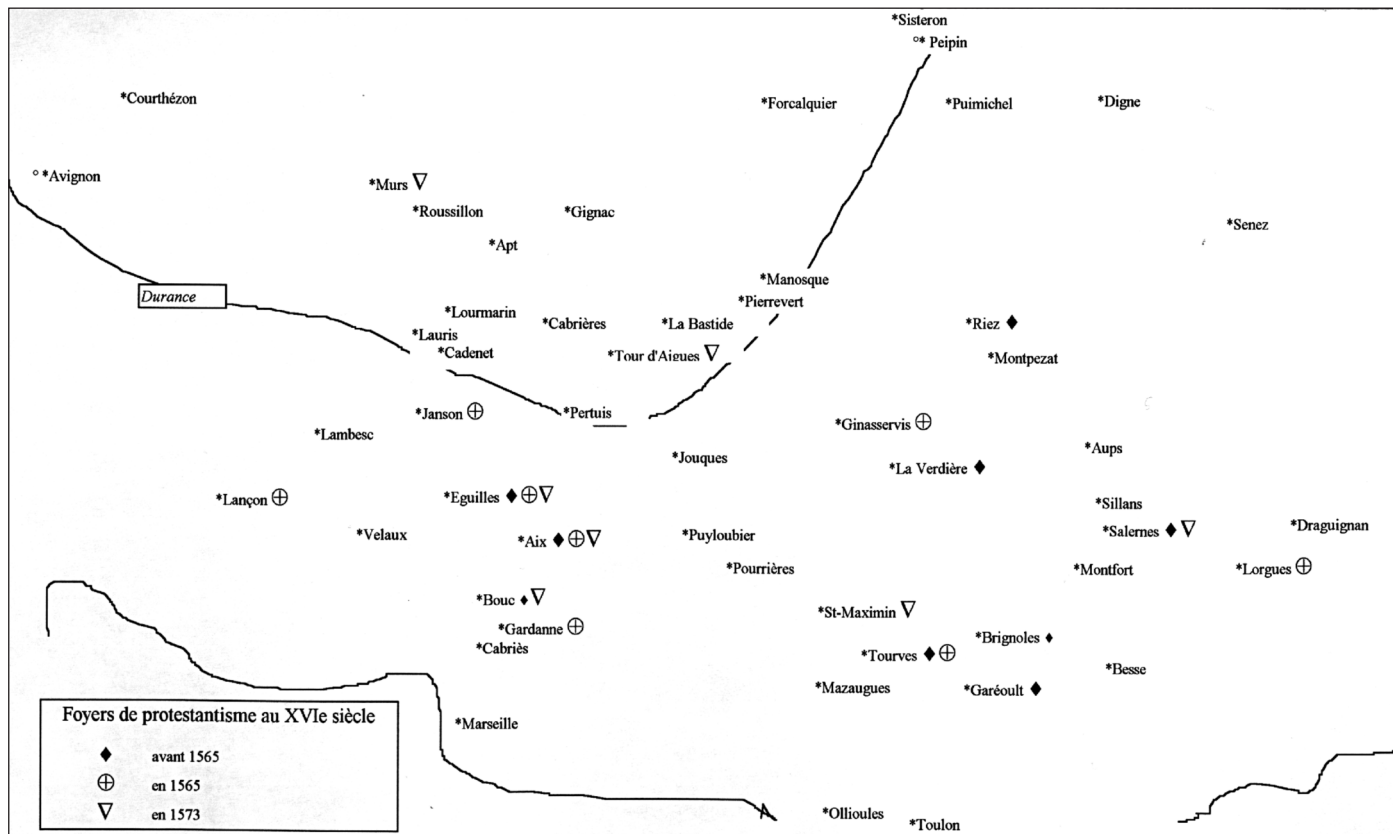 *Sisteron
°* Peipin
*Courthézon
*Forcalquier
*Puimichel
*Digne
° *Avignon
*Murs
*Roussillon
*Gignac
*Senez
*Apt
*Manosque
Durance
*Pierrevert
*Lourmarin
*Cabrières
*La Bastide
*Riez
*Lauris
*Cadenet
*Tour d'Aigues
*Montpezat
*Janson
*Pertuis
*Ginasservis
*Lambesc
*Aups
*Jouques
*La Verdière
*Lançon
*Eguilles
*Sillans
*Velaux
*Aix
*Puyloubier
*Salernes
*Draguignan
*Pourrières
*Montfort
*Lorgues
*Bouc
*St-Maximin
*Gardanne
*Brignoles
*Cabriès
*Tourves
*Besse
*Mazaugues
*Garéoult
*Marseille
Foyers de protestantisme au XVIe siècle
avant 1565
en 1565
en 1573
*Ollioules
*Toulon